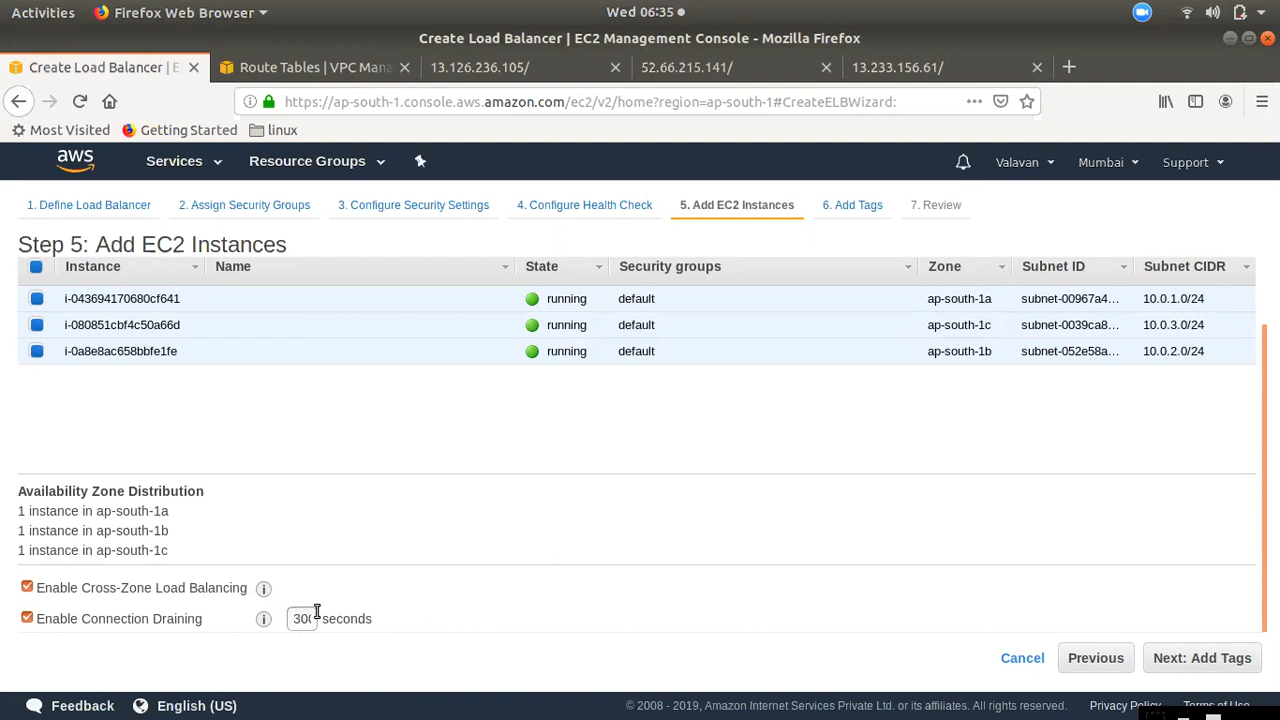 Activities Firefox Web Browser Wed 06:35
Create Load Balancer | EC2 Management Console - Mozilla Firefox
Create Load Balancer | E Route Tables | VPC Man 13.126.236.105/ 52.66.215.141/ 13.233.156.61/
https://ap-south-1.console.aws.amazon.com/ec2/v2/home?region=ap-south-1#CreateELBWizard:
Most Visited Getting Started linux
aws Services Resource Groups Valavan Mumbai Support
1. Define Load Balancer 2. Assign Security Groups 3. Configure Security Settings 4. Configure Health Check 5. Add EC2 Instances 6. Add Tags 7. Review
Step 5: Add EC2 Instances
Instance Name State Security groups Zone Subnet ID Subnet CIDR
i-043694170680cf641 running default ap-south-1a subnet-00967a4... 10.0.1.0/24
i-080851cbf4c50a66d running default ap-south-1c subnet-0039ca8... 10.0.3.0/24
i-0a8e8ac658bbfe1fe running default ap-south-1b subnet-052e58a... 10.0.2.0/24
Availability Zone Distribution
1 instance in ap-south-1a
1 instance in ap-south-1b
1 instance in ap-south-1c
Enable Cross-Zone Load Balancing
Enable Connection Draining 300 seconds
Cancel Previous Next: Add Tags
Feedback English (US) © 2008 - 2019, Amazon Internet Services Private Ltd. or its affiliates. All rights reserved. Privacy Policy Terms of Use